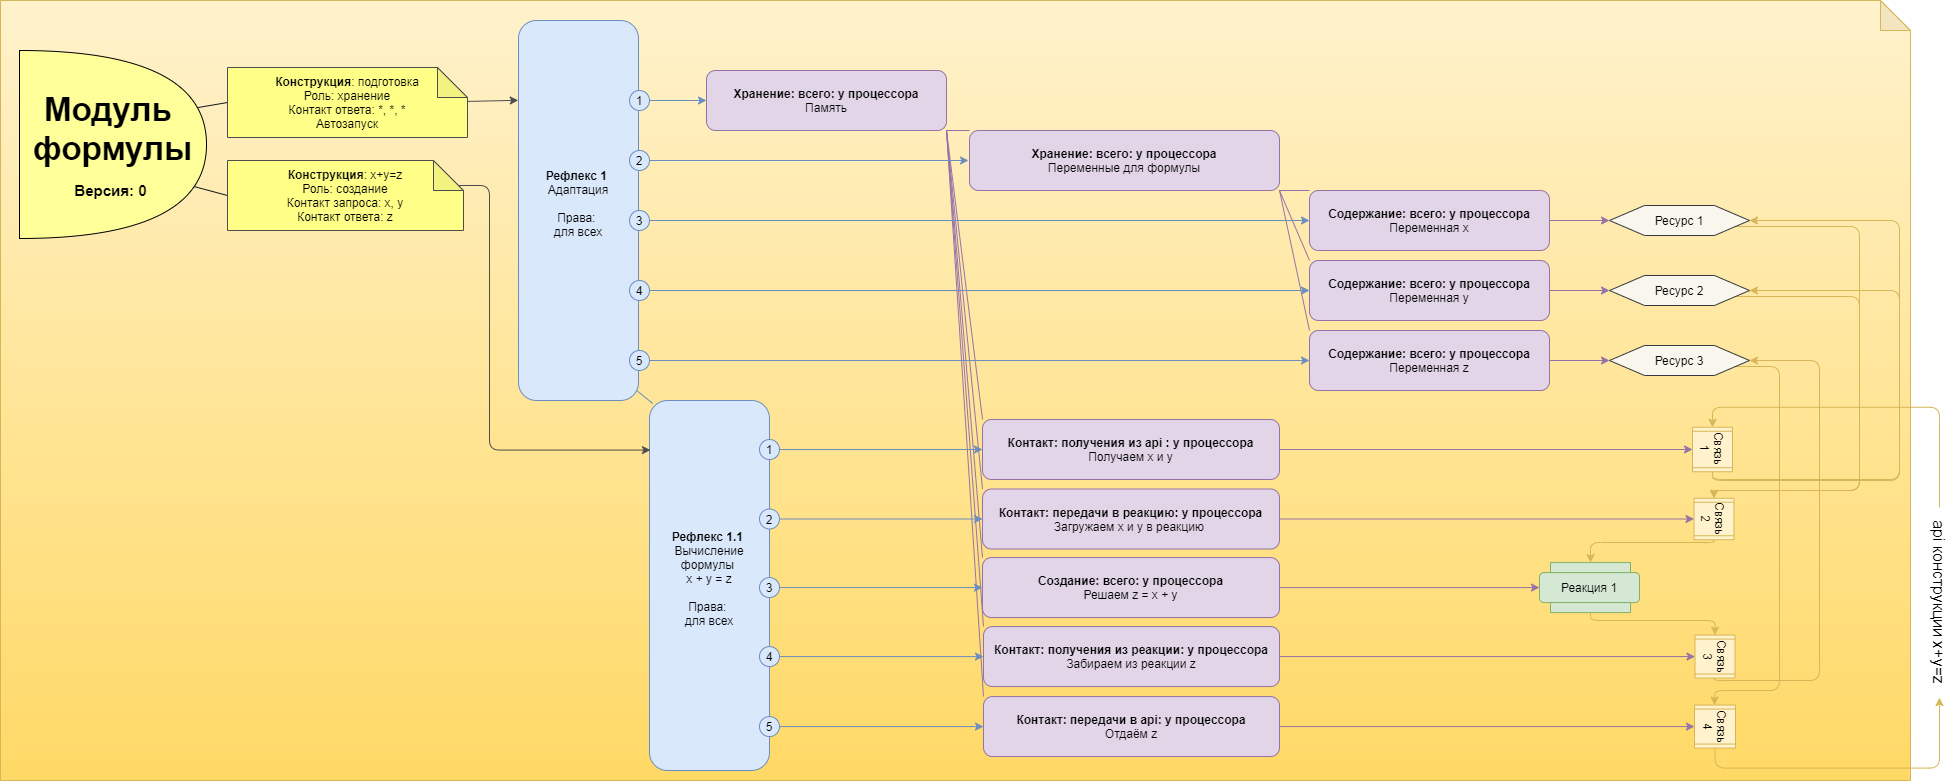 Модуль
формулы
Версия: 0
Конструкция: подготовка
Роль: хранение
Контакт ответа: *, *, *
Автозапуск
Конструкция: x+y=z
Роль: создание
Контакт запроса: x, y
Контакт ответа: z
Рефлекс 1
Адаптация
Права:
для всех
1
2
3
4
5
Хранение: всего: у процессора
Память
Хранение: всего: у процессора
Переменные для формулы
Содержание: всего: у процессора
Переменная x
Ресурс 1
Содержание: всего: у процессора
Переменная y
Ресурс 2
Содержание: всего: у процессора
Переменная z
Ресурс 3
Рефлекс 1.1
Вычисление
формулы
x + y = z
Права:
для всех
1
2
3
4
5
Контакт: получения из api : у процессора
Получаем x и y
Связь
1
Контакт: передачи в реакцию: у процессора
Загружаем x и y в реакцию
Связь
2
Создание: всего: у процессора
Решаем z = x + y
Реакция 1
Контакт: получения из реакции: у процессора
Забираем из реакции z
Связь
3
Контакт: передачи в api: у процессора
Отдаём z
Связь
4
api конструкции x+y=z